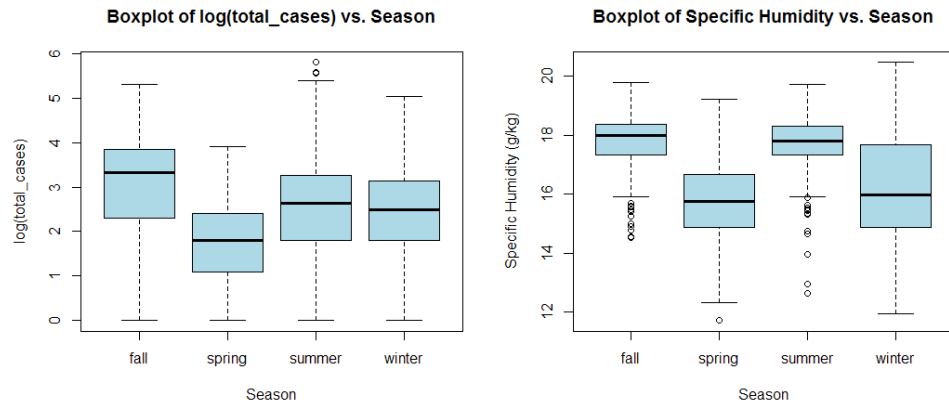 Boxplot of log(total_cases) vs. Season
log(total_cases)
6
5
4
3
2
1
0
fall spring summer winter
Season
Boxplot of Specific Humidity vs. Season
Specific Humidity (g/kg)
20
18
16
14
12
fall spring summer winter
Season